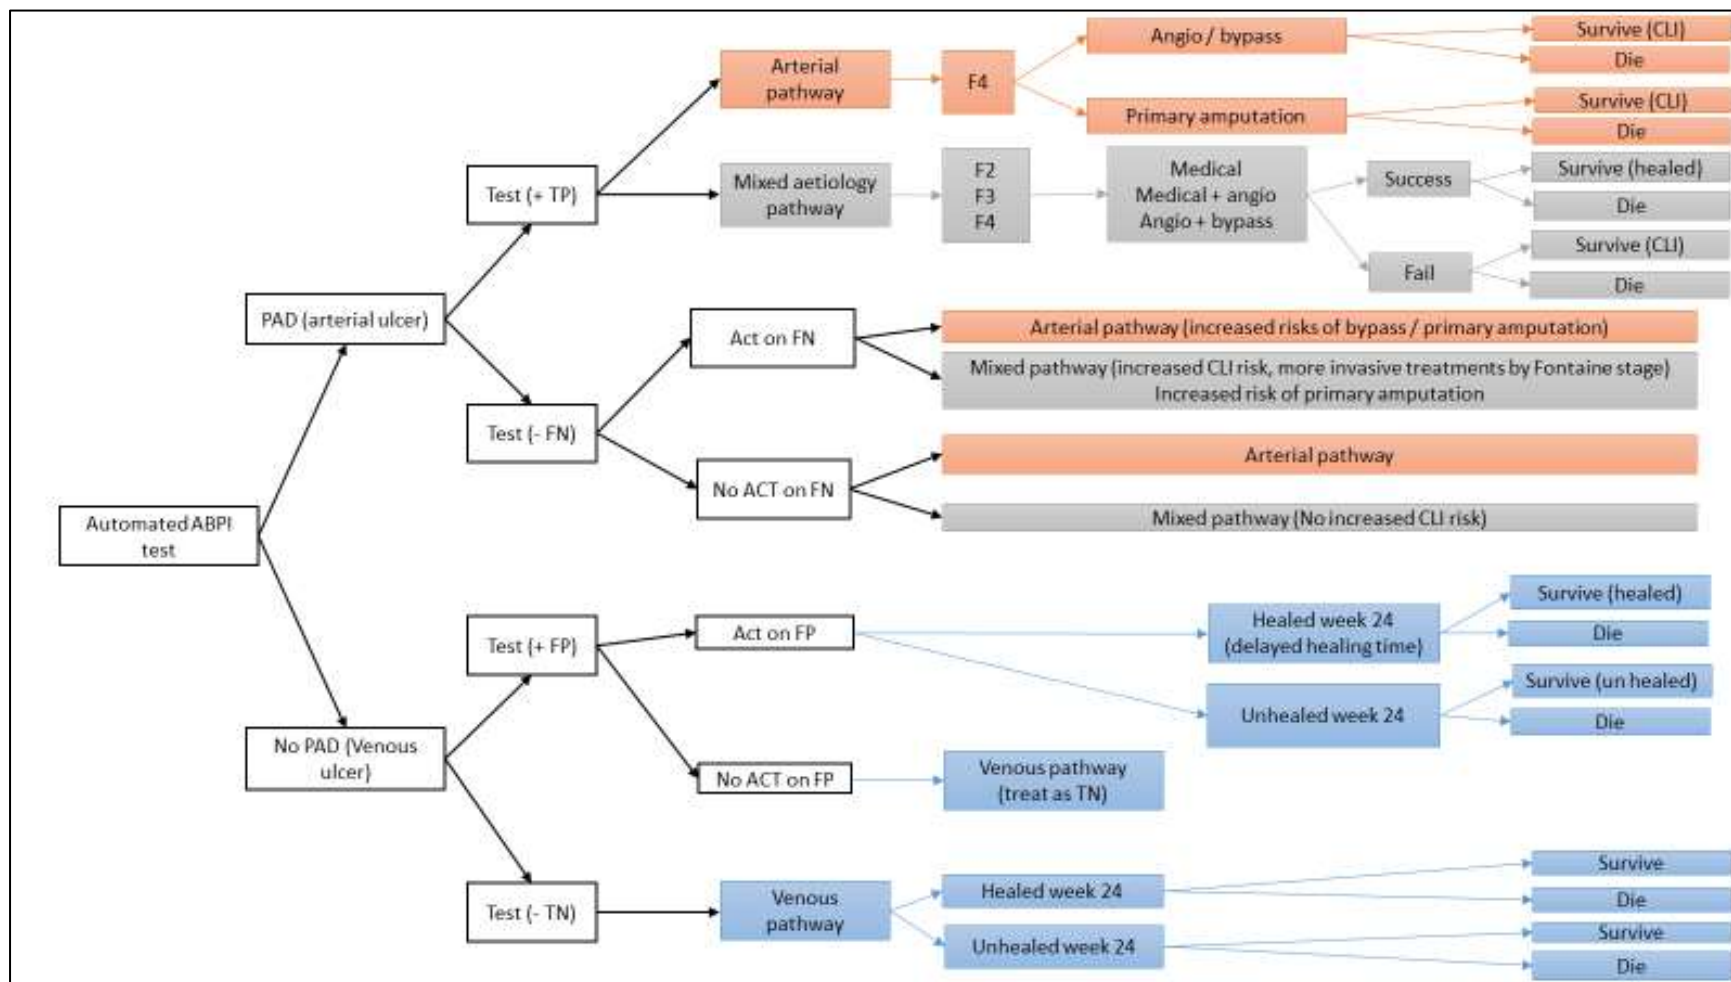 Arterial
pathway
F4
Angio / bypass
Survive (CLI)
Die
Primary amputation
Survive (CLI)
Die
Test (+ TP)
Mixed aetiology
pathway
F2
F3
F4
Medical
Medical + angio
Angio + bypass
Success
Survive (healed)
Die
Fail
Survive (CLI)
Die
PAD (arterial ulcer)
Act on FN
Arterial pathway (increased risks of bypass / primary amputation)
Mixed pathway (increased CLI risk, more invasive treatments by Fontaine stage)
Increased risk of primary amputation
Test (- FN)
No ACT on FN
Arterial pathway
Mixed pathway (No increased CLI risk)
Automated ABPI
test
Test (+ FP)
Act on FP
Healed week 24
(delayed healing time)
Survive (healed)
Die
Unhealed week 24
Survive (un healed)
Die
No PAD (Venous
ulcer)
No ACT on FP
Venous pathway
(treat as TN)
Test (- TN)
Venous
pathway
Healed week 24
Survive
Die
Unhealed week 24
Survive
Die